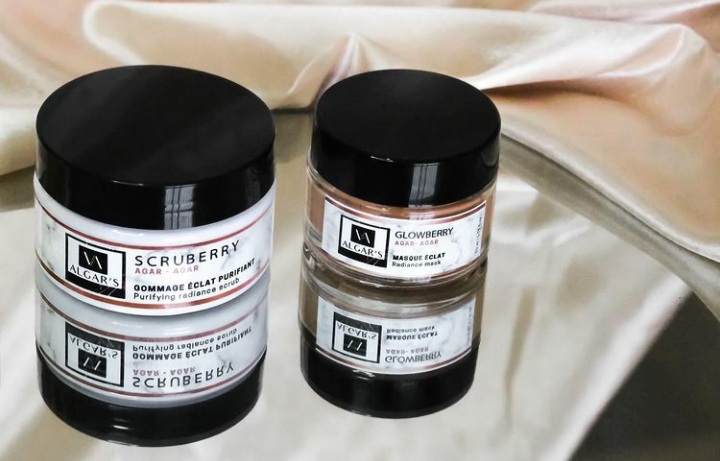 SCRUBERRY
AGAR - AGAR
ALGAR'S
GOMMAGE ÉCLAT PURIFIANT
Purifying radiance scrub
GLOWBERRY
AGAR-AGAR
ALGAR'S
MASQUE ÉCLAT
Radiance mask